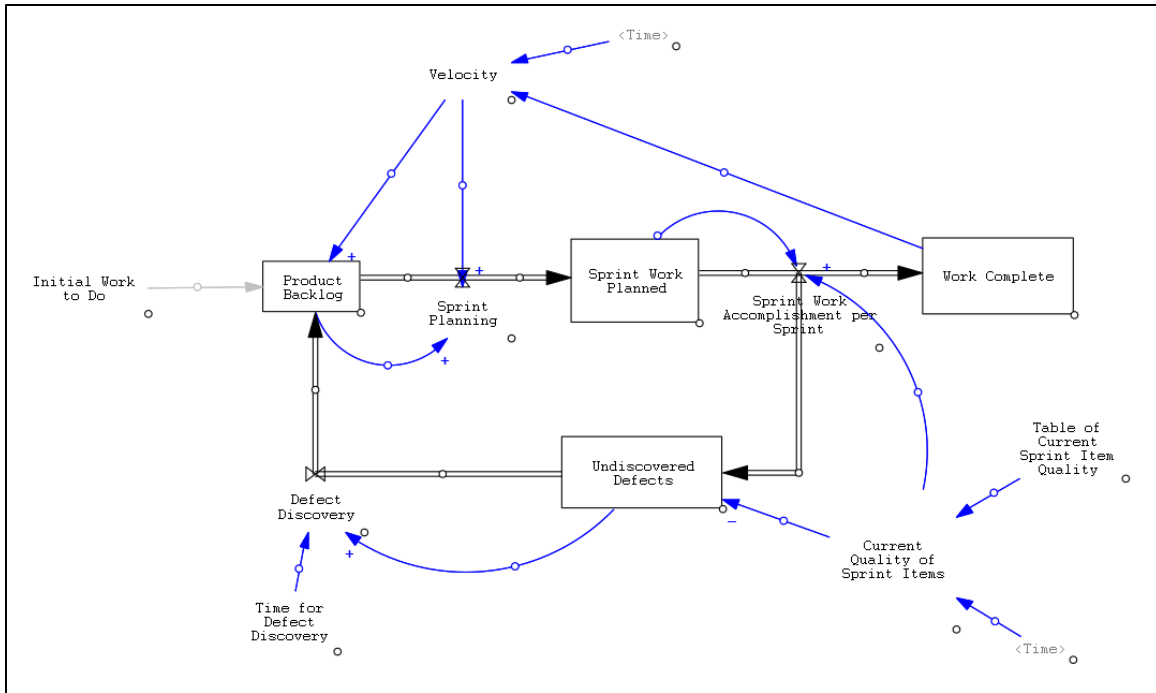 <Time>
Velocity
Initial Work
to Do
Product
Backlog
+
+
Sprint
Planning
+
Sprint Work
Planned
+
Sprint Work
Accomplishment per
Sprint
Work Complete
Undiscovered
Defects
−
Defect
Discovery
+
Time for
Defect
Discovery
Table of
Current
Sprint Item
Quality
Current
Quality of
Sprint Items
<Time>